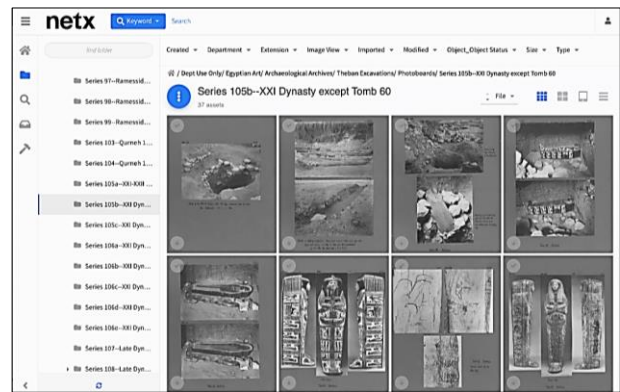 netx
Keyword
Search
find folder
Created Department Extension Image View Imported Modified Object_Object Status Size Type
/ Dept Use Only/ Egyptian Art/ Archaeological Archives/ Theban Excavations/ Photoboards/ Series 105b--XXI Dynasty except Tomb 60
Series 105b--XXI Dynasty except Tomb 60
37 assets
File
Series 97--Ramessid...
Series 98--Ramessid...
Series 99--Ramessid...
Series 103--Qurneh 1...
Series 104--Qurneh 1...
Series 105a--XXI-XXII ...
Series 105b--XXI Dyn...
Series 105c--XXI Dyn...
Series 106a--XXI Dyn...
Series 106b--XXI Dyn...
Series 106c--XXI Dyn...
Series 106d--XXI Dyn...
Series 106e--XXI Dyn...
Series 107--Late Dyn...
Series 108--Late Dyn...